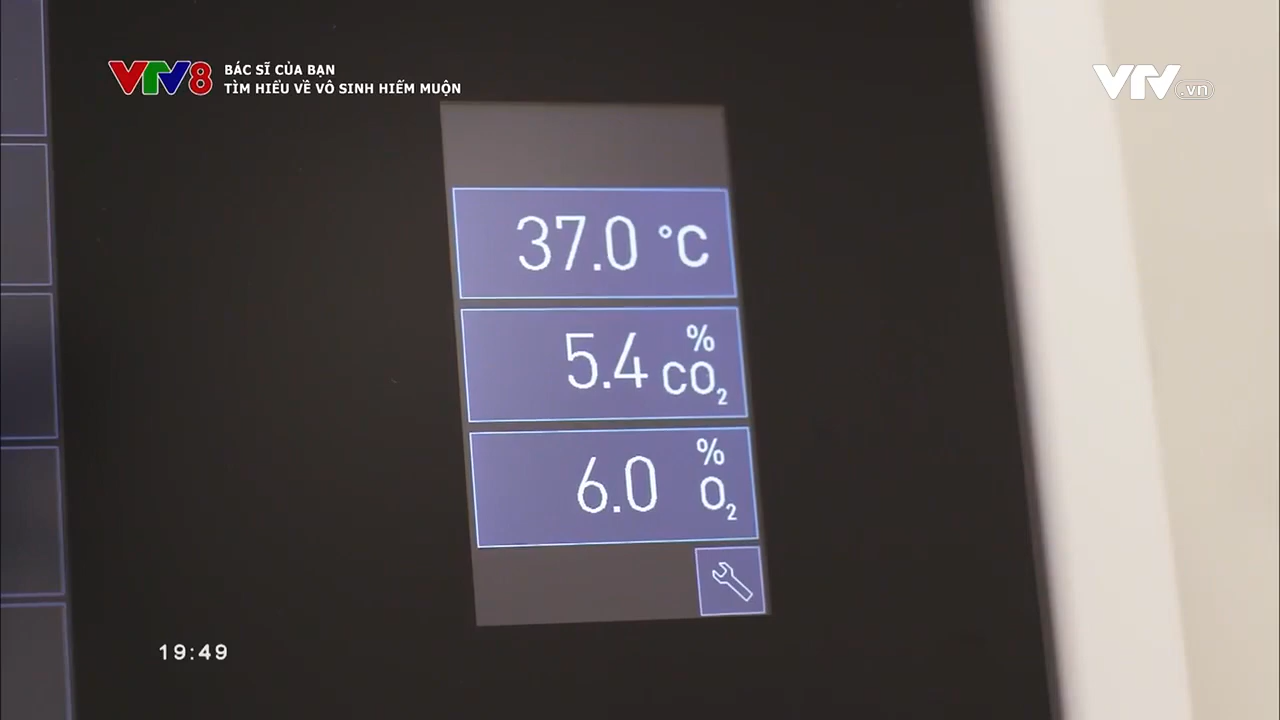 VTV8
BÁC SĨ CỦA BẠN
TÌM HIỂU VỀ VÔ SINH HIẾM MUỘN
VTV.vn
37.0 °C
5.4 % CO₂
6.0 % O₂
19:49